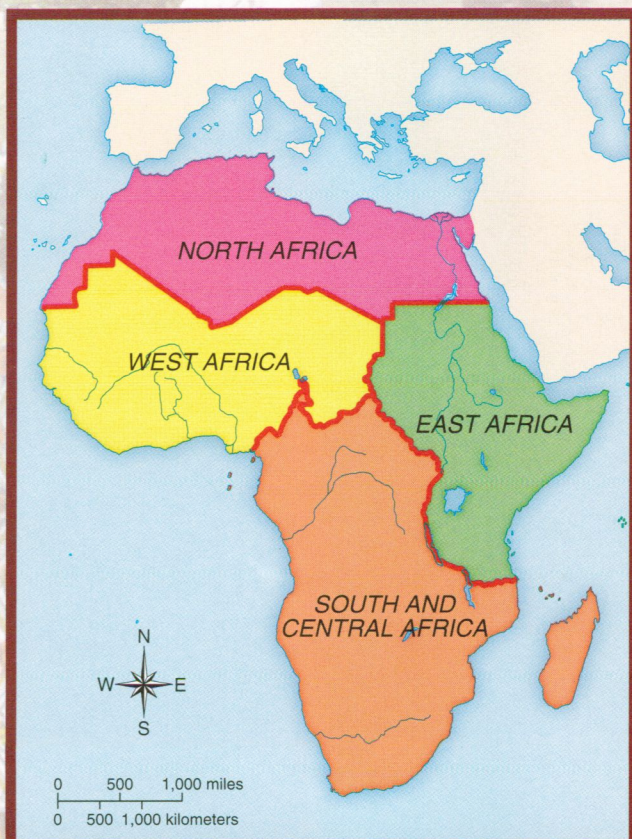 NORTH AFRICA
WEST AFRICA
EAST AFRICA
SOUTH AND
CENTRAL AFRICA
N
W E
S
0 500 1,000 miles
0 500 1,000 kilometers